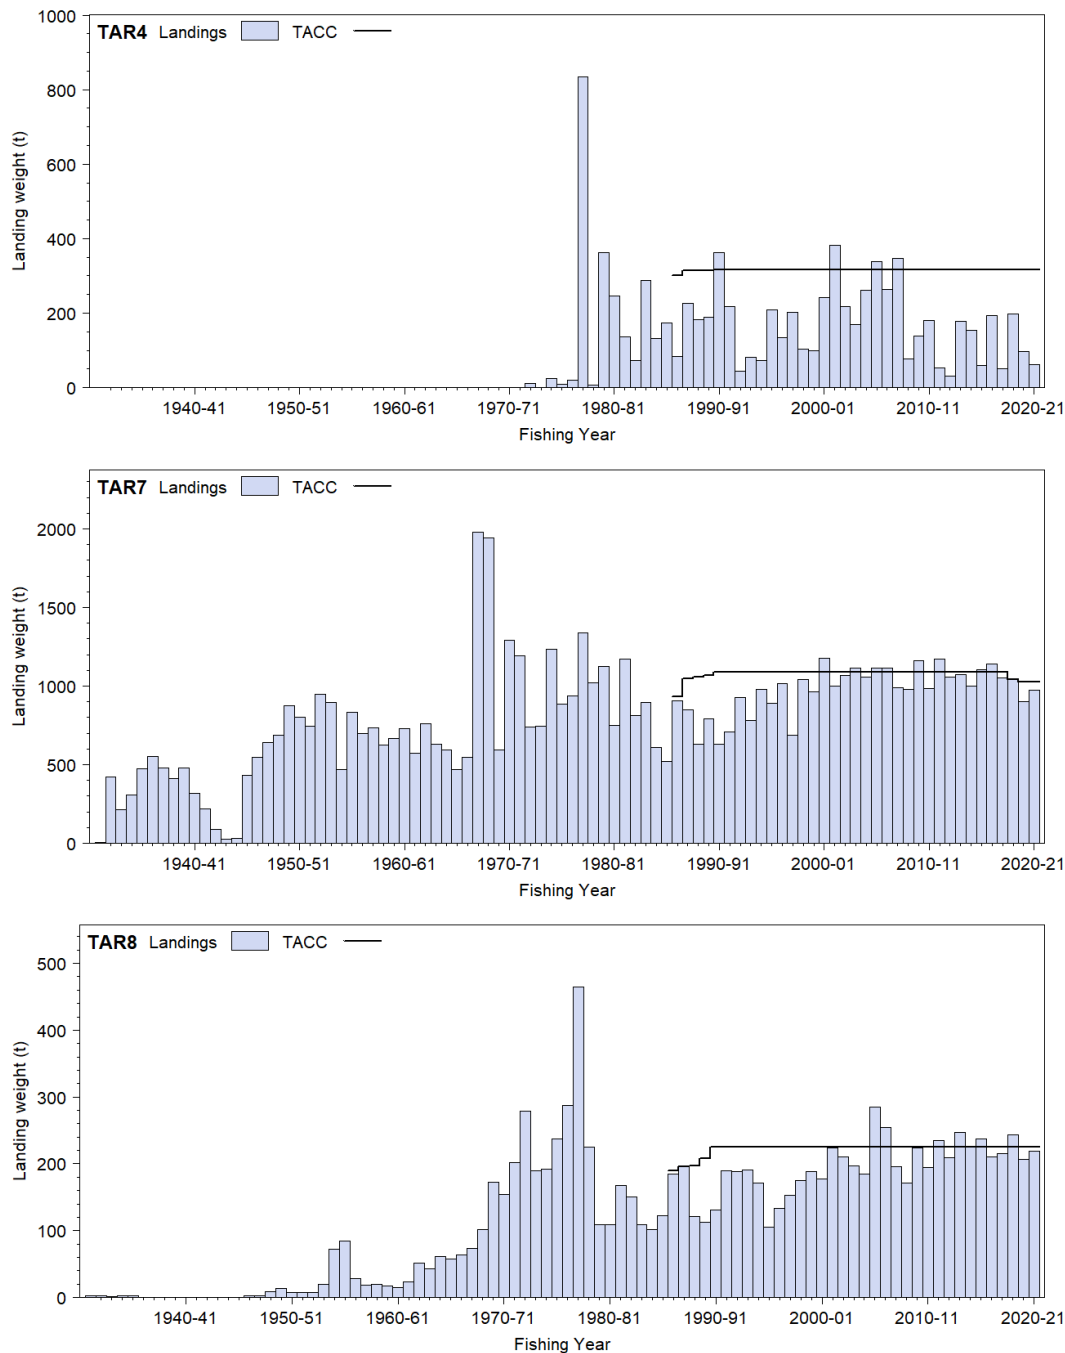 TAR4 Landings TACC
1000
800
600
400
200
0
Landing weight (t)
1940-41 1950-51 1960-61 1970-71 1980-81 1990-91 2000-01 2010-11 2020-21
Fishing Year
TAR7 Landings TACC
2000
1500
1000
500
0
Landing weight (t)
1940-41 1950-51 1960-61 1970-71 1980-81 1990-91 2000-01 2010-11 2020-21
Fishing Year
TAR8 Landings TACC
500
400
300
200
100
0
Landing weight (t)
1940-41 1950-51 1960-61 1970-71 1980-81 1990-91 2000-01 2010-11 2020-21
Fishing Year